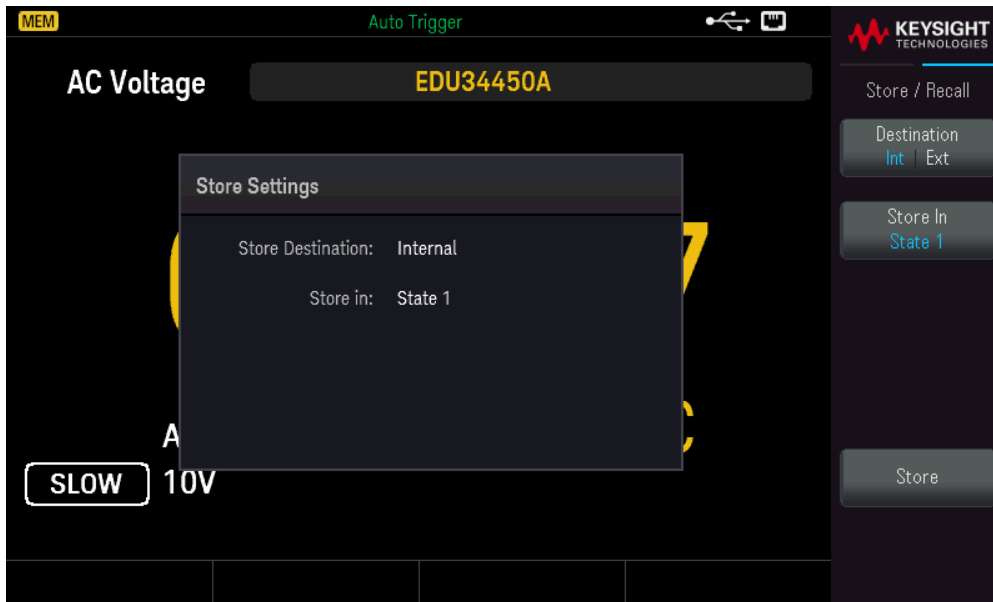 MEM Auto Trigger
KEYSIGHT
TECHNOLOGIES
AC Voltage EDU34450A
Store / Recall
Destination
Int | Ext
Store Settings
Store In
State 1
Store Destination: Internal
Store in: State 1
SLOW 10V
Store